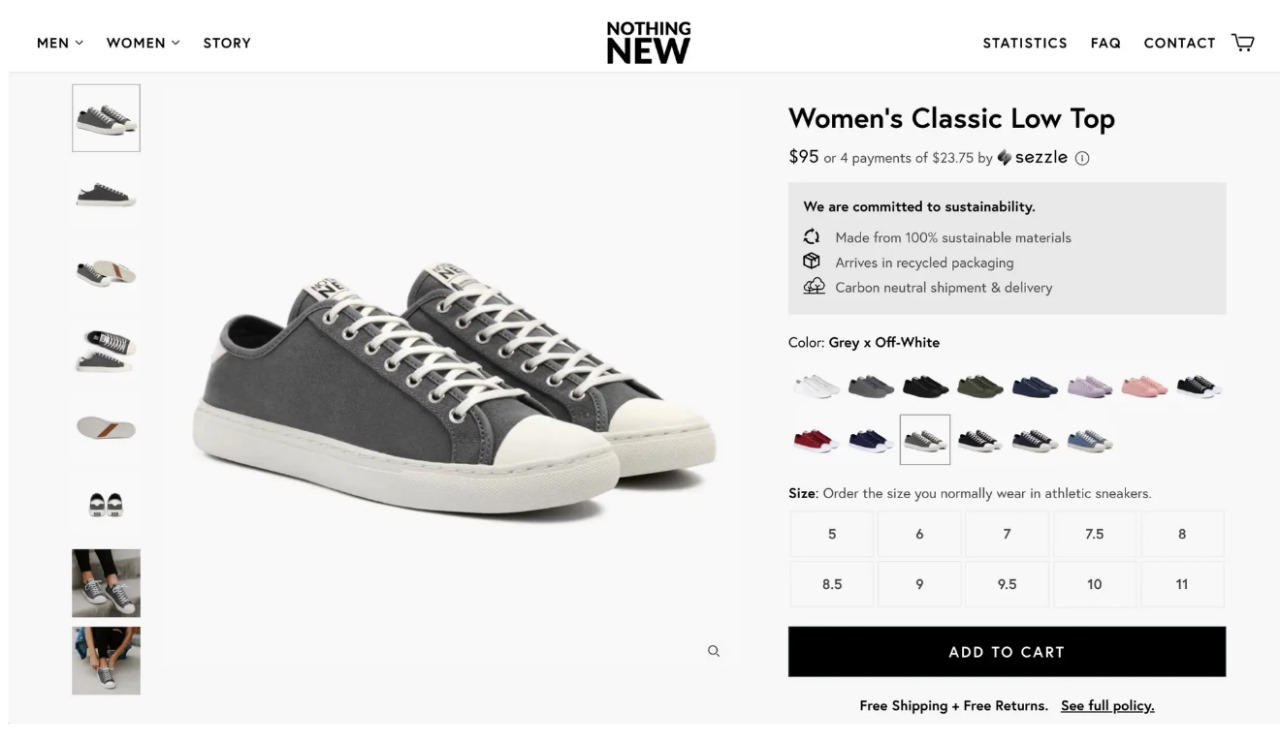 MEN WOMEN STORY
NOTHING
NEW
STATISTICS FAQ CONTACT
NOTHING
NE
NE
Women's Classic Low Top
$95 or 4 payments of $23.75 by sezzle
We are committed to sustainability.
Made from 100% sustainable materials
Arrives in recycled packaging
Carbon neutral shipment & delivery
Color: Grey x Off-White
Size: Order the size you normally wear in athletic sneakers.
5 6 7 7.5 8
8.5 9 9.5 10 11
ADD TO CART
Free Shipping + Free Returns. See full policy.